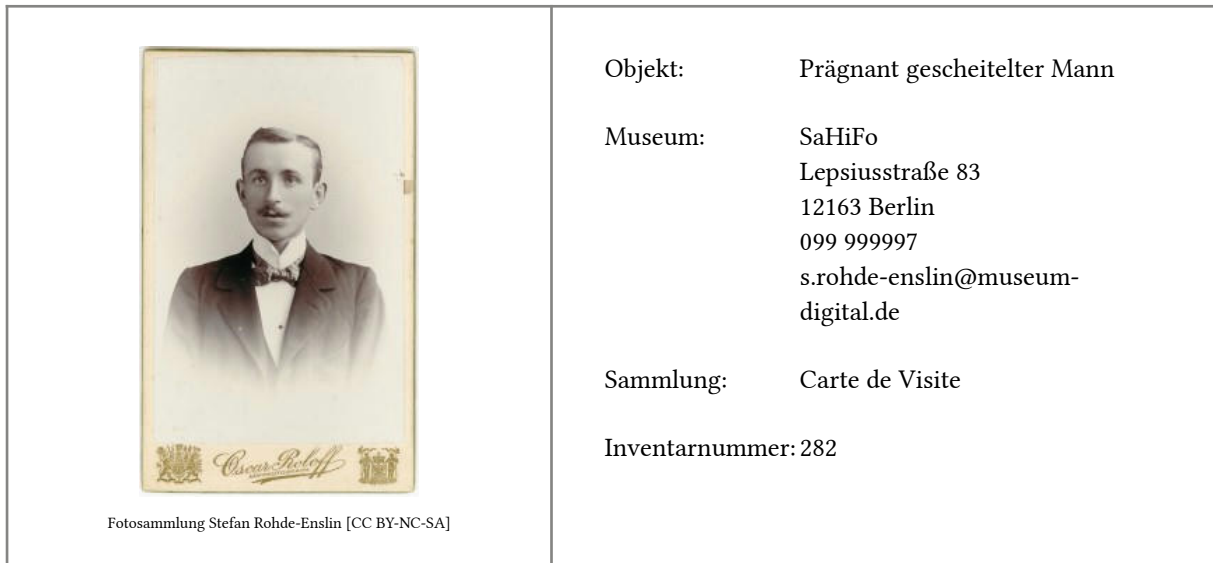 Oscar Roloff
Fotosammlung Stefan Rohde-Enslin [CC BY-NC-SA]
Objekt: Prägnant gescheitelter Mann
Museum: SaHiFo
Lepsiusstraße 83
12163 Berlin
099 999997
s.rohde-enslin@museum-
digital.de
Sammlung: Carte de Visite
Inventarnummer: 282